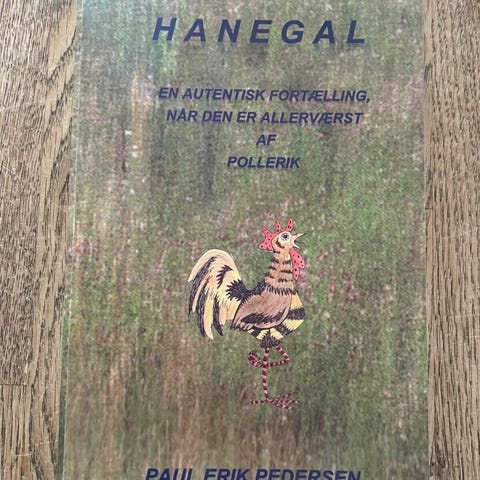 HANEGAL
EN AUTENTISK FORTÆLLING,
NÅR DEN ER ALLERVÆRST
AF
POLLERIK
PAUL ERIK PEDERSEN